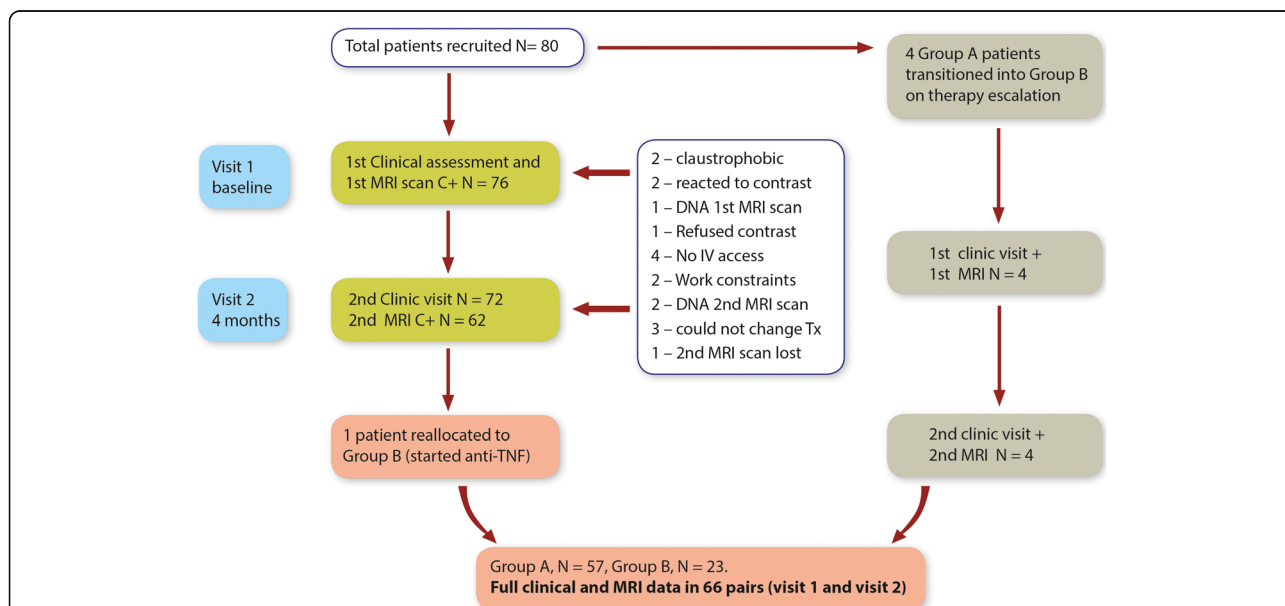 Total patients recruited N= 80
4 Group A patients
transitioned into Group B
on therapy escalation
Visit 1
baseline
1st Clinical assessment and
1st MRI scan C+ N = 76
2 – claustrophobic
2 – reacted to contrast
1 – DNA 1st MRI scan
1 – Refused contrast
4 – No IV access
2 – Work constraints
2 – DNA 2nd MRI scan
3 – could not change Tx
1 – 2nd MRI scan lost
1st clinic visit +
1st MRI N = 4
Visit 2
4 months
2nd Clinic visit N = 72
2nd MRI C+ N = 62
1 patient reallocated to
Group B (started anti-TNF)
2nd clinic visit +
2nd MRI N = 4
Group A, N = 57, Group B, N = 23.
Full clinical and MRI data in 66 pairs (visit 1 and visit 2)